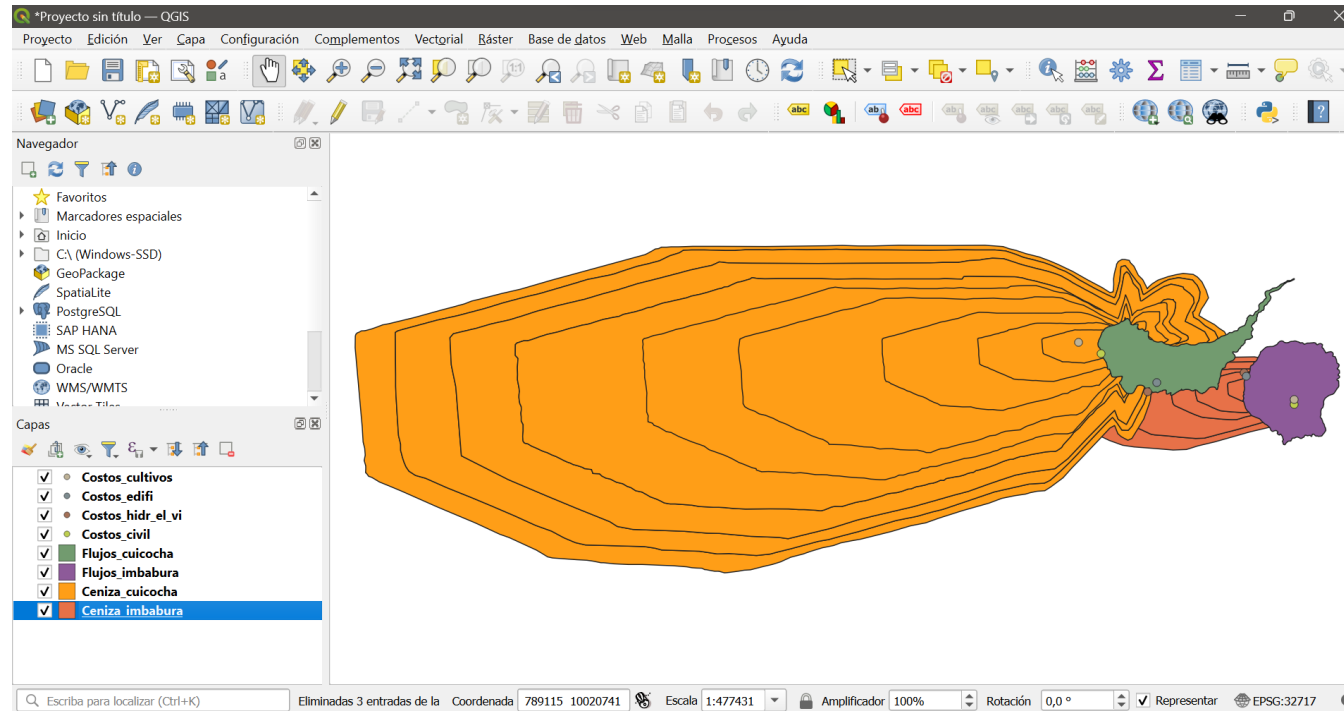 *Proyecto sin título — QGIS
Proyecto Edición Ver Capa Configuración Complementos Vectorial Ráster Base de datos Web Malla Procesos Ayuda
Navegador
Favoritos
Marcadores espaciales
Inicio
C:\ (Windows-SSD)
GeoPackage
SpatiaLite
PostgreSQL
SAP HANA
MS SQL Server
Oracle
WMS/WMTS
Vector Tiles
Capas
Costos_cultivos
Costos_edifi
Costos_hidr_el_vi
Costos_civil
Flujos_cuicocha
Flujos_imbabura
Ceniza_cuicocha
Ceniza_imbabura
Escriba para localizar (Ctrl+K) Eliminadas 3 entradas de la Coordenada 789115 10020741 Escala 1:477431 Amplificador 100% Rotación 0,0 ° Representar EPSG:32717